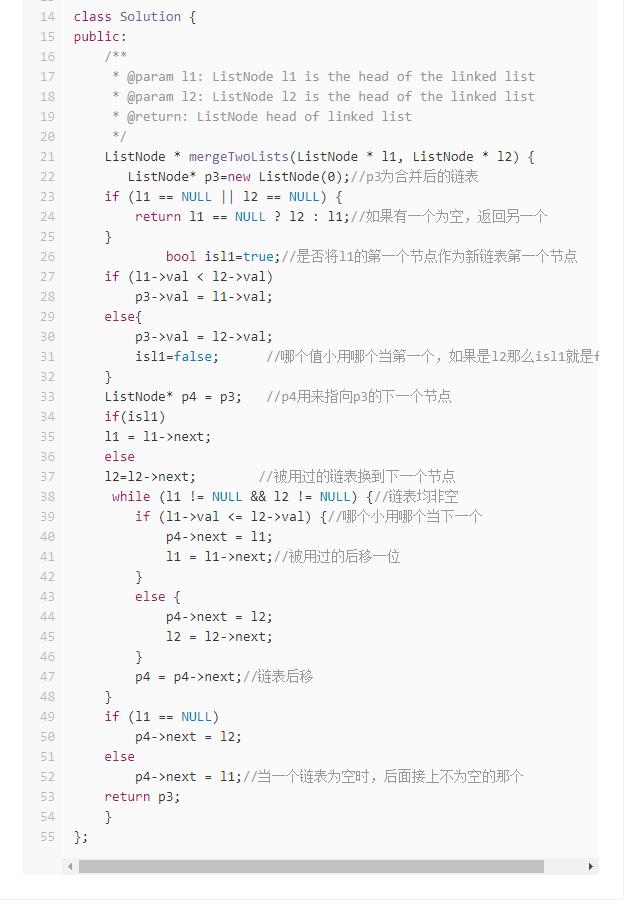 14 class Solution {
15 public:
16     /**
17      * @param l1: ListNode l1 is the head of the linked list
18      * @param l2: ListNode l2 is the head of the linked list
19      * @return: ListNode head of linked list
20      */
21     ListNode * mergeTwoLists(ListNode * l1, ListNode * l2) {
22        ListNode* p3=new ListNode(0);//p3为合并后的链表
23     if (l1 == NULL || l2 == NULL) {
24         return l1 == NULL ? l2 : l1;//如果有一个为空，返回另一个
25     }
26             bool isl1=true;//是否将l1的第一个节点作为新链表第一个节点
27     if (l1->val < l2->val)
28         p3->val = l1->val;
29     else{
30         p3->val = l2->val;
31         isl1=false;      //哪个值小用哪个当第一个，如果是l2那么isl1就是f
32     }
33     ListNode* p4 = p3;   //p4用来指向p3的下一个节点
34     if(isl1)
35     l1 = l1->next;
36     else
37     l2=l2->next;        //被用过的链表换到下一个节点
38      while (l1 != NULL && l2 != NULL) {//链表均非空
39         if (l1->val <= l2->val) {//哪个小用哪个当下一个
40             p4->next = l1;
41             l1 = l1->next;//被用过的后移一位
42         }
43         else {
44             p4->next = l2;
45             l2 = l2->next;
46         }
47         p4 = p4->next;//链表后移
48     }
49     if (l1 == NULL)
50         p4->next = l2;
51     else
52         p4->next = l1;//当一个链表为空时，后面接上不为空的那个
53     return p3;
54     }
55 };